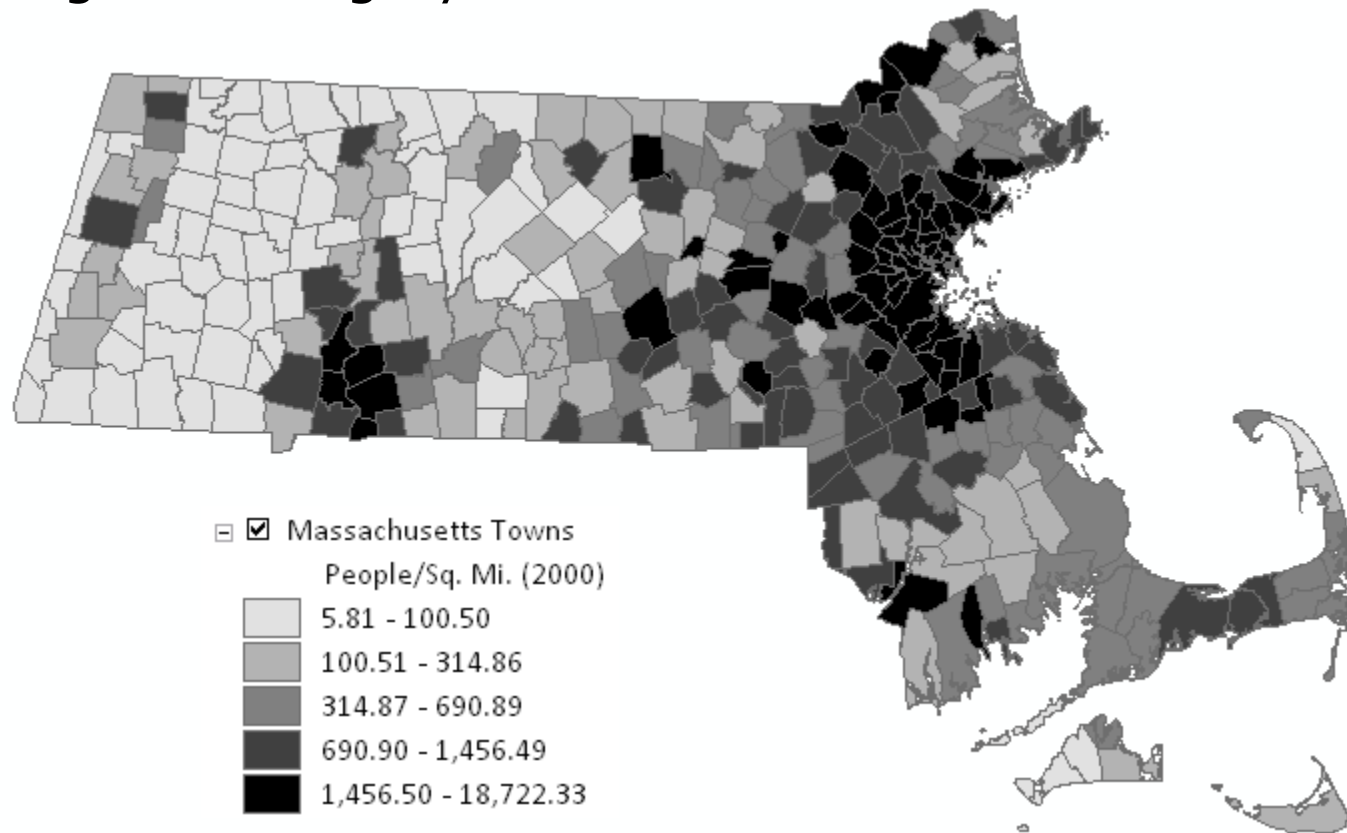 Massachusetts Towns
People/Sq. Mi. (2000)
5.81 - 100.50
100.51 - 314.86
314.87 - 690.89
690.90 - 1,456.49
1,456.50 - 18,722.33